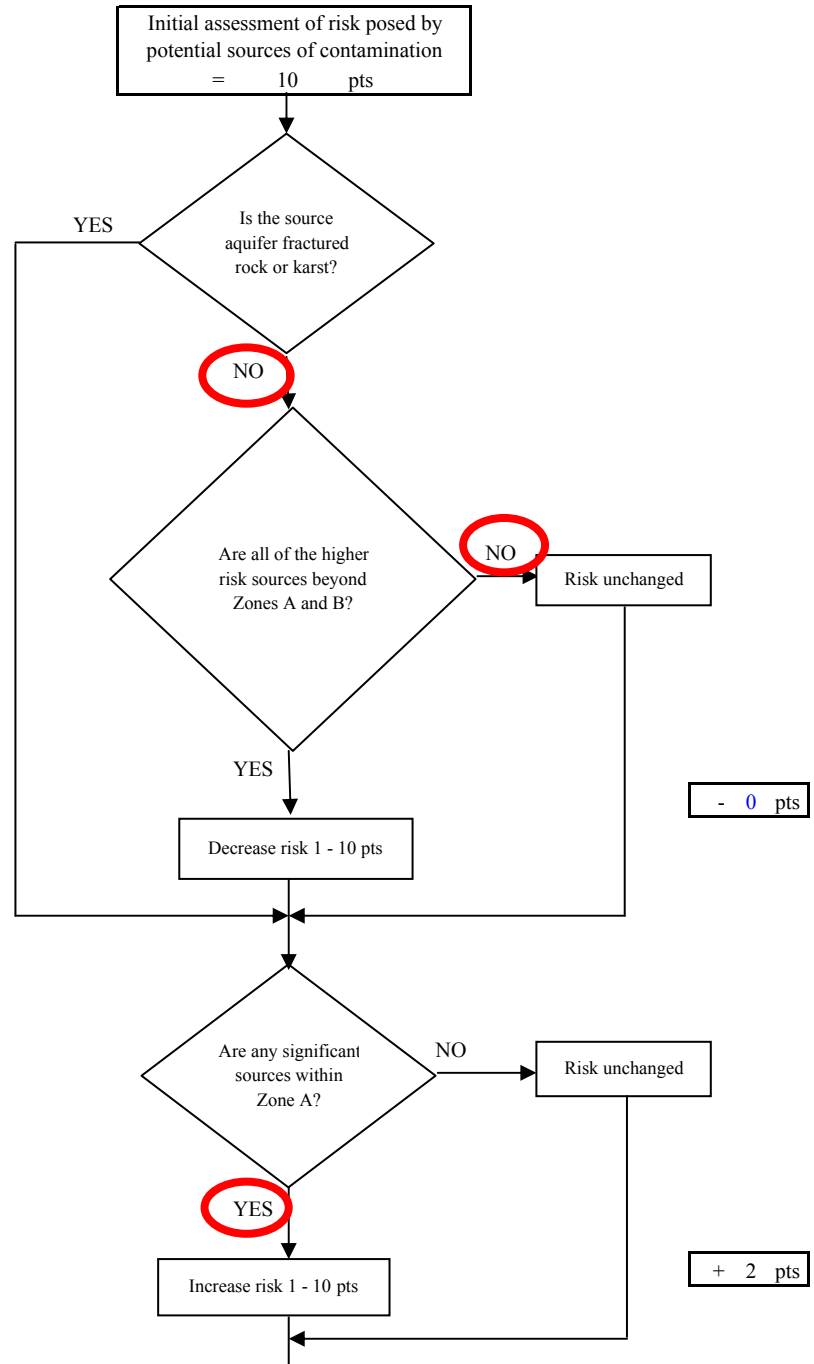 Initial assessment of risk posed by
potential sources of contamination
= 10 pts
YES
Is the source
aquifer fractured
rock or karst?
NO
Are all of the higher
risk sources beyond
Zones A and B?
NO
Risk unchanged
YES
- 0 pts
Decrease risk 1 - 10 pts
Are any significant
sources within
Zone A?
NO
Risk unchanged
YES
+ 2 pts
Increase risk 1 - 10 pts